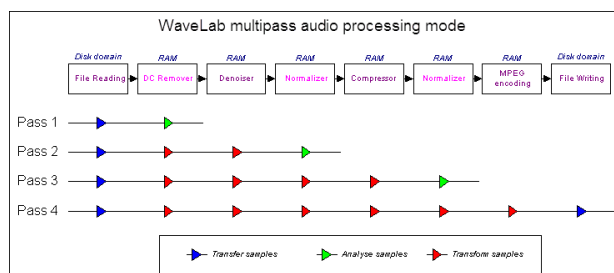 WaveLab multipass audio processing mode
Disk domain RAM RAM RAM RAM RAM RAM Disk domain
File Reading DC Remover Denoiser Normalizer Compressor Normalizer MPEG encoding File Writing
Pass 1
Pass 2
Pass 3
Pass 4
Transfer samples Analyse samples Transform samples